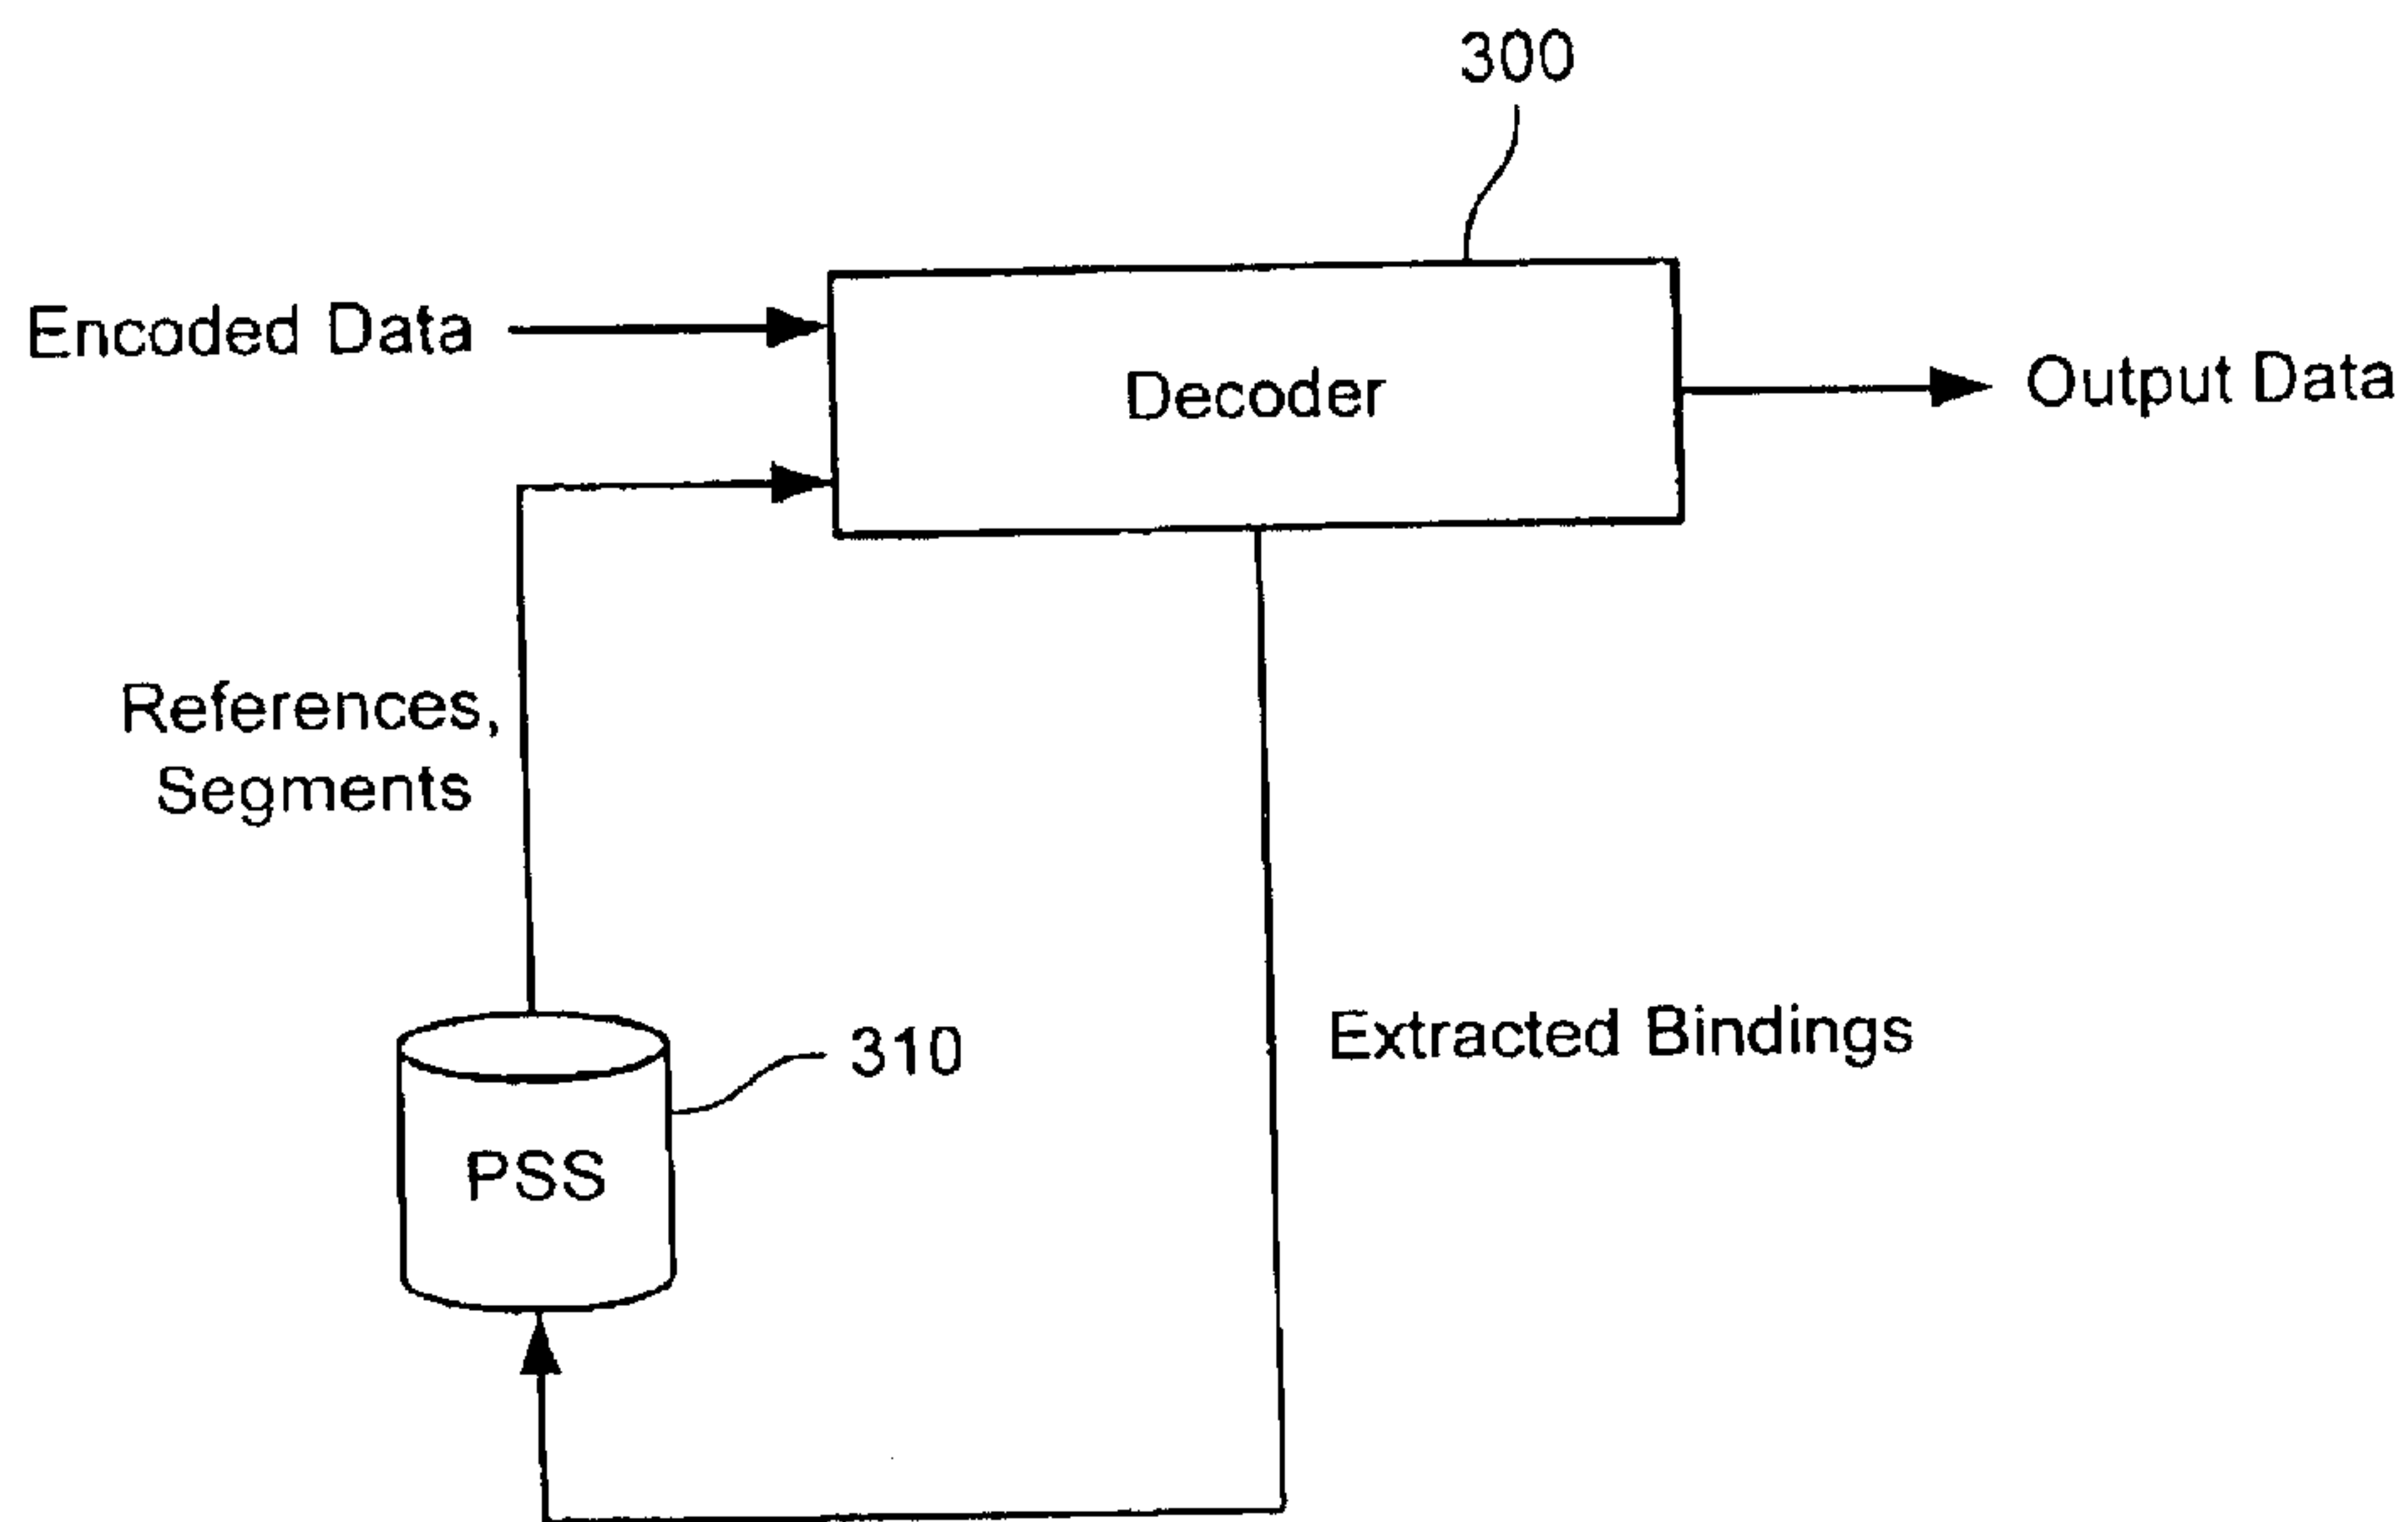 300
Encoded Data
Decoder
Output Data
References,
Segments
310
Extracted Bindings
PSS